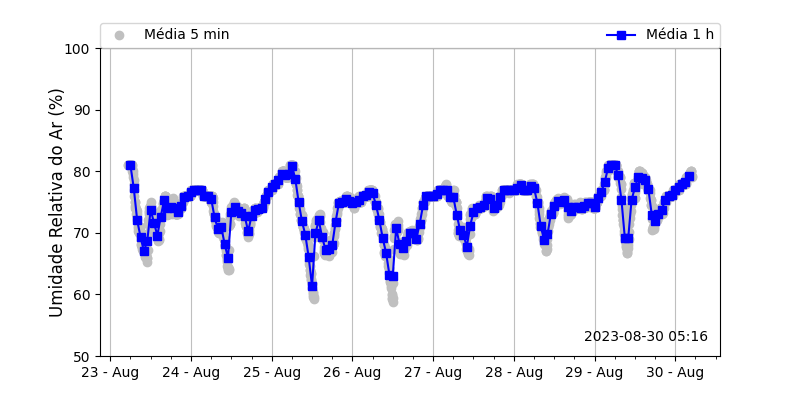 Média 5 min
Média 1 h
Umidade Relativa do Ar (%)
100
90
80
70
60
50
2023-08-30 05:16
23 - Aug
24 - Aug
25 - Aug
26 - Aug
27 - Aug
28 - Aug
29 - Aug
30 - Aug